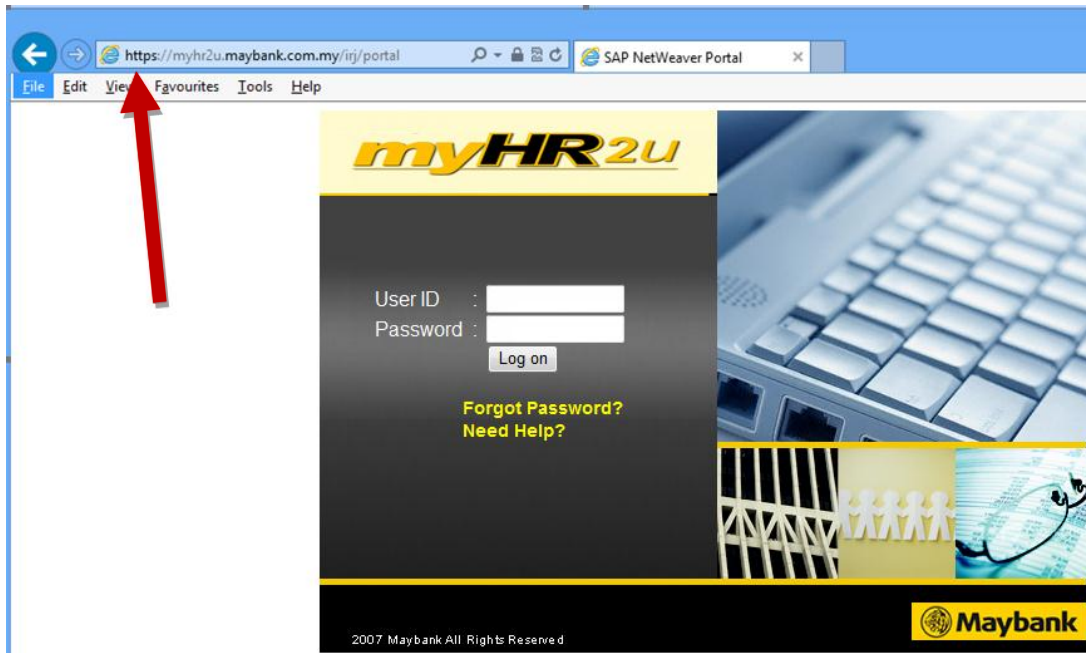 https://myhr2u.maybank.com.my/irj/portal
SAP NetWeaver Portal
File Edit View Favourites Tools Help
myHR2u
User ID :
Password :
Log on
Forgot Password?
Need Help?
Maybank
2007 Maybank All Rights Reserved